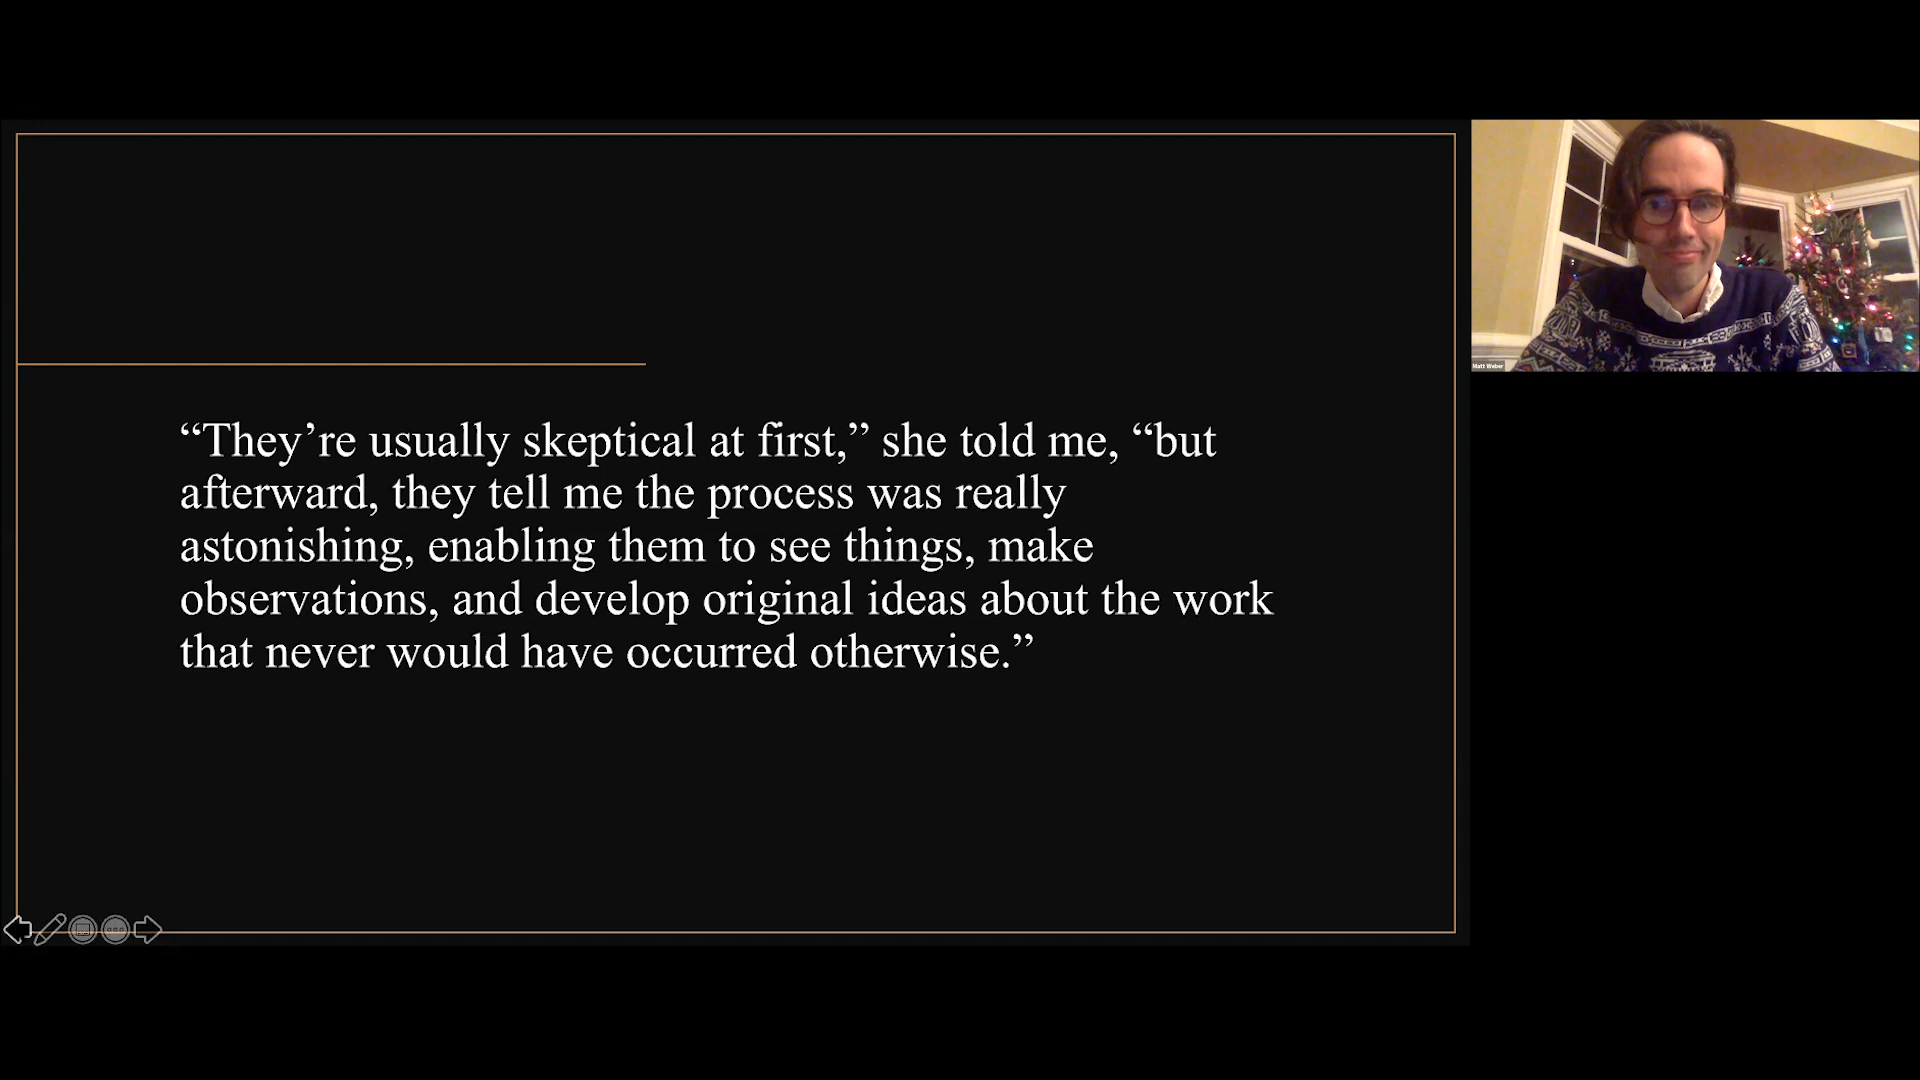 “They’re usually skeptical at first,” she told me, “but
afterward, they tell me the process was really
astonishing, enabling them to see things, make
observations, and develop original ideas about the work
that never would have occurred otherwise.”
Matt Weber